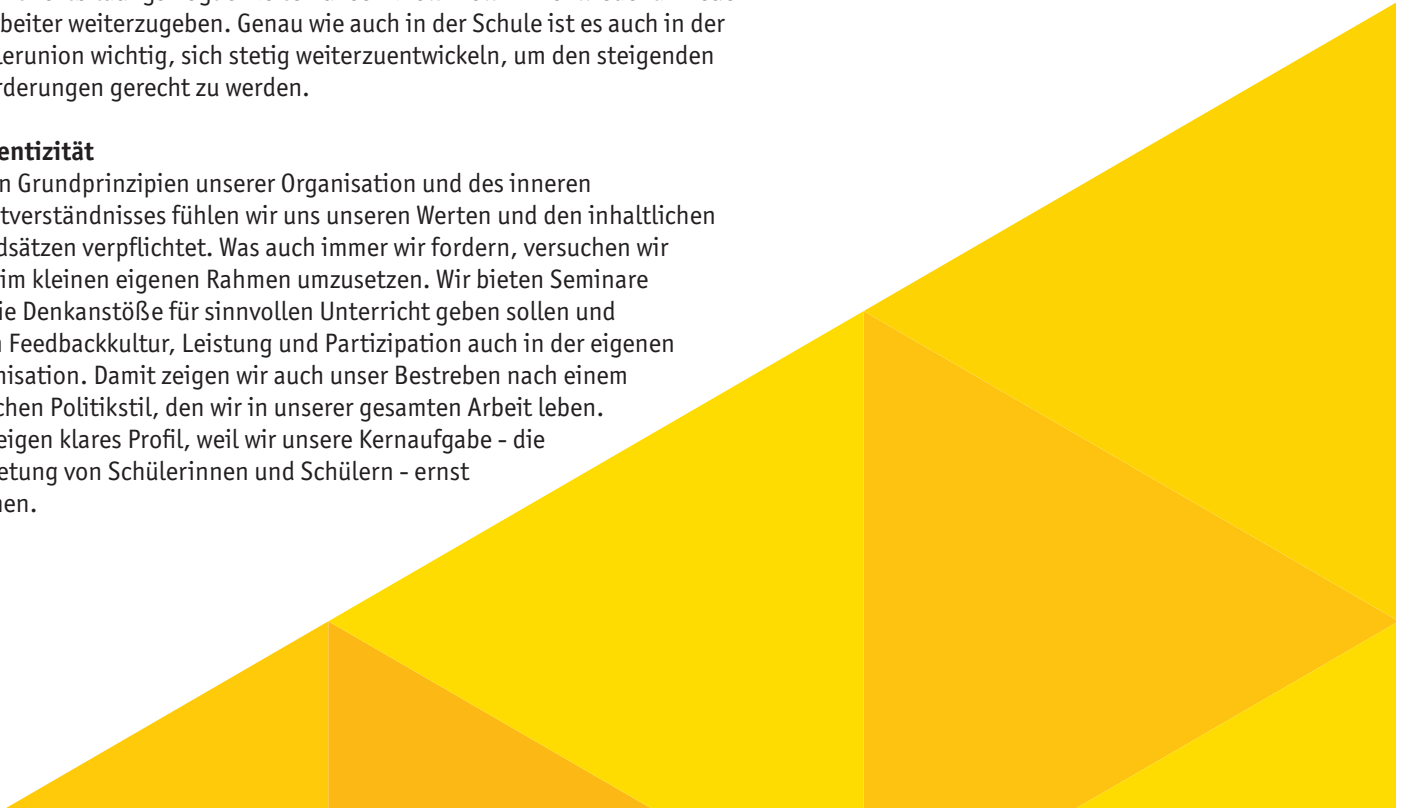 beiter weiterzugeben. Genau wie auch in der Schule ist es auch in der
lerunion wichtig, sich stetig weiterzuentwickeln, um den steigenden
rderungen gerecht zu werden.
entizität
n Grundprinzipien unserer Organisation und des inneren
tverständnisses fühlen wir uns unseren Werten und den inhaltlichen
dsätzen verpflichtet. Was auch immer wir fordern, versuchen wir
im kleinen eigenen Rahmen umzusetzen. Wir bieten Seminare
ie Denkanstöße für sinnvollen Unterricht geben sollen und
n Feedbackkultur, Leistung und Partizipation auch in der eigenen
nisation. Damit zeigen wir auch unser Bestreben nach einem
chen Politikstil, den wir in unserer gesamten Arbeit leben.
eigen klares Profil, weil wir unsere Kernaufgabe - die
etung von Schülerinnen und Schülern - ernst
en.